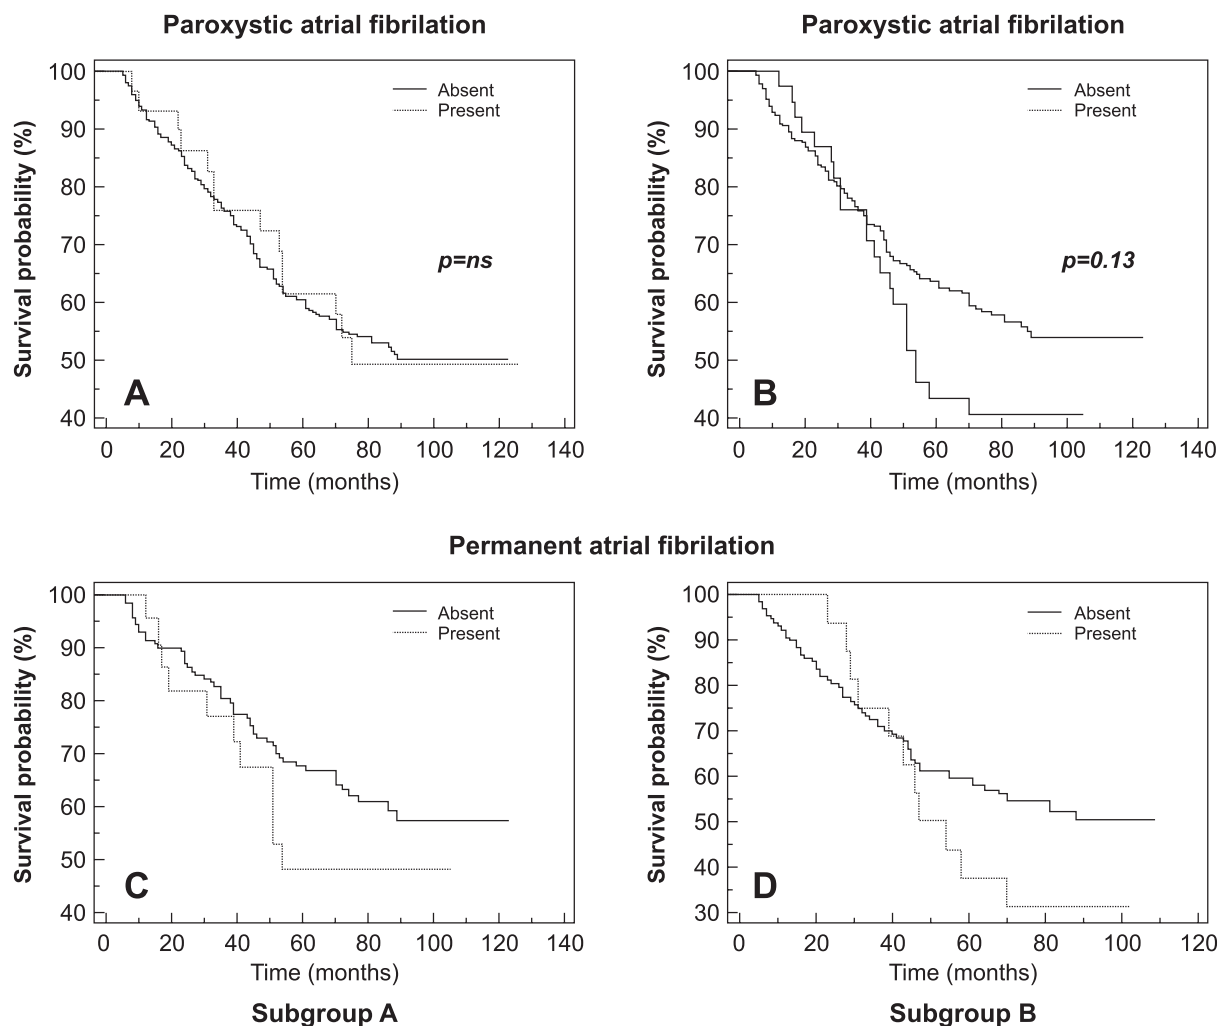 Paroxystic atrial fibrilation
Paroxystic atrial fibrilation
100
90
80
70
60
50
40
Survival probability (%)
Absent
Present
p=ns
A
0 20 40 60 80 100 120 140
Time (months)
100
90
80
70
60
50
40
Survival probability (%)
Absent
Present
p=0.13
B
0 20 40 60 80 100 120 140
Time (months)
Permanent atrial fibrilation
100
90
80
70
60
50
40
Survival probability (%)
Absent
Present
C
0 20 40 60 80 100 120 140
Time (months)
Subgroup A
100
90
80
70
60
50
40
30
Survival probability (%)
Absent
Present
D
0 20 40 60 80 100 120
Time (months)
Subgroup B